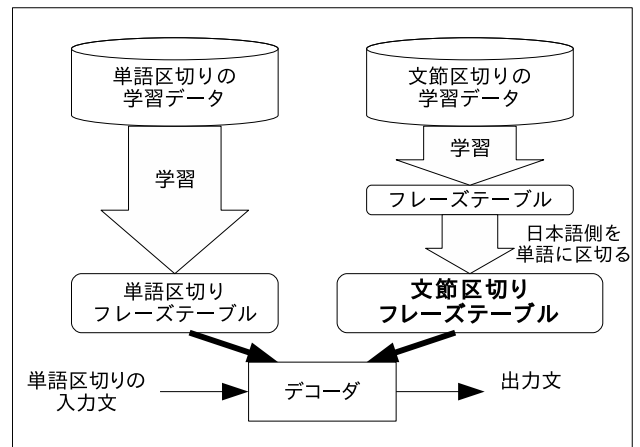 単語区切りの
学習データ
文節区切りの
学習データ
学習
学習
フレーズテーブル
日本語側を
単語に区切る
単語区切り
フレーズテーブル
文節区切り
フレーズテーブル
単語区切りの
入力文
デコーダ
出力文